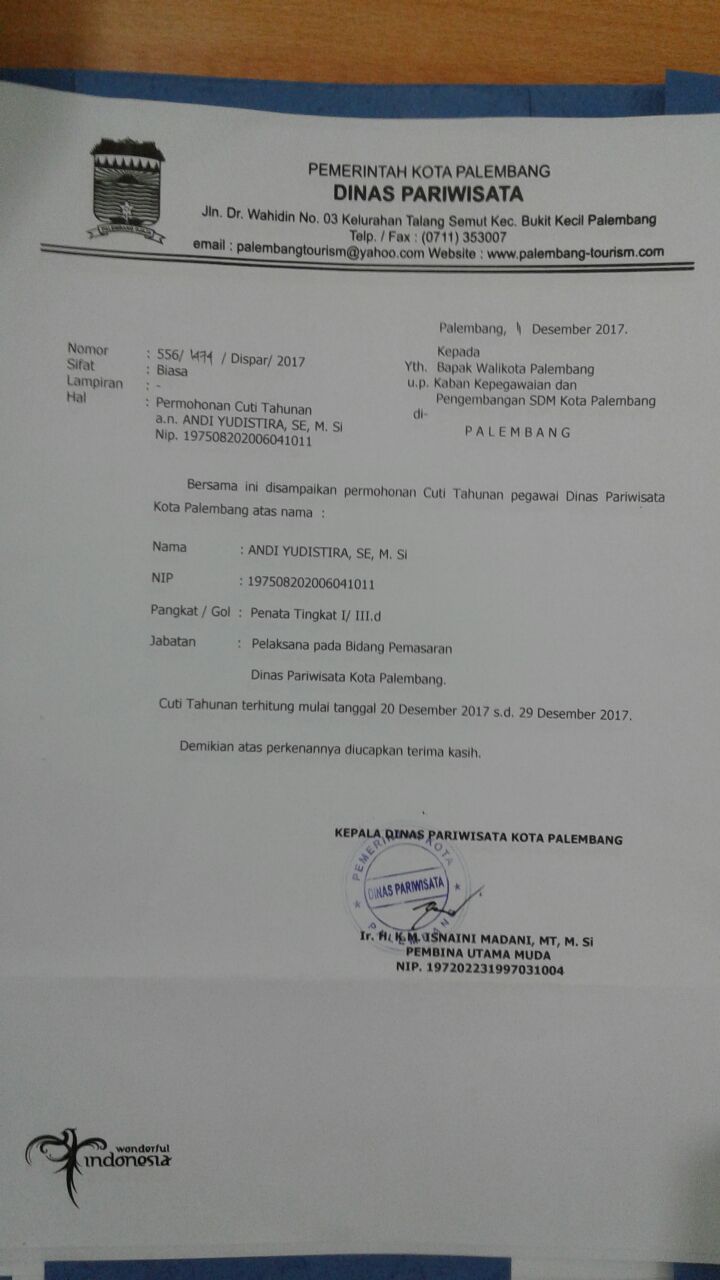 PEMERINTAH KOTA PALEMBANG
DINAS PARIWISATA
Jln. Dr. Wahidin No. 03 Kelurahan Talang Semut Kec. Bukit Kecil Palembang
Telp. / Fax : (0711) 353007
email : palembangtourism@yahoo.com Website : www.palembang-tourism.com
Palembang, Desember 2017.
Nomor : 556/ / Dispar/ 2017
Sifat : Biasa
Lampiran : -
Hal : Permohonan Cuti Tahunan
a.n. ANDI YUDISTIRA, SE, M. Si
Nip. 197508202006041011
Kepada
Yth. Bapak Walikota Palembang
u.p. Kaban Kepegawaian dan
Pengembangan SDM Kota Palembang
di-
P A L E M B A N G
Bersama ini disampaikan permohonan Cuti Tahunan pegawai Dinas Pariwisata
Kota Palembang atas nama :
Nama : ANDI YUDISTIRA, SE, M. Si
NIP : 197508202006041011
Pangkat / Gol : Penata Tingkat I/ III.d
Jabatan : Pelaksana pada Bidang Pemasaran
Dinas Pariwisata Kota Palembang.
Cuti Tahunan terhitung mulai tanggal 20 Desember 2017 s.d. 29 Desember 2017.
Demikian atas perkenannya diucapkan terima kasih.
KEPALA DINAS PARIWISATA KOTA PALEMBANG
PEMERINTAH KOTA
DINAS PARIWISATA
PALEMBANG
Ir. H. K.M. ISNAINI MADANI, MT, M. Si
PEMBINA UTAMA MUDA
NIP. 197202231997031004
wonderful
indonesia